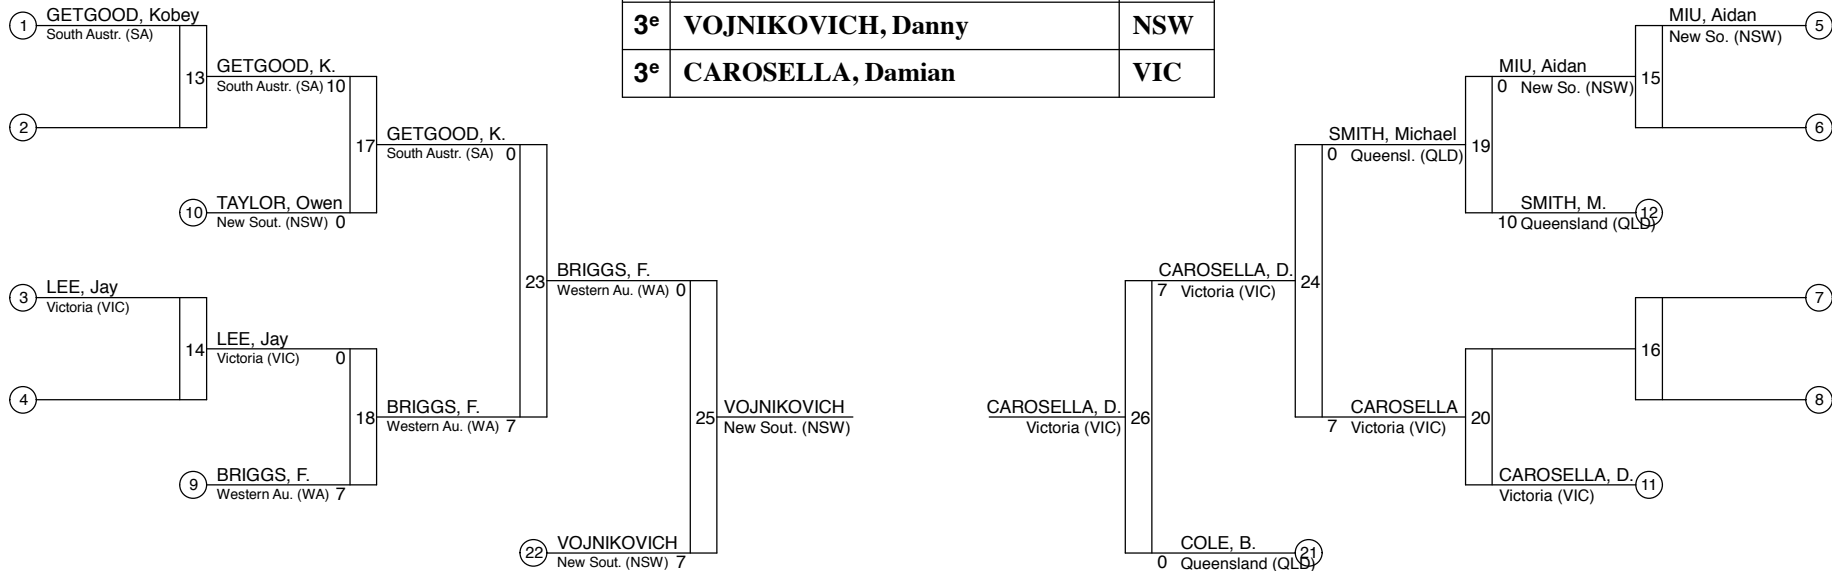 3e VOJNIKOVICH, Danny NSW
3e CAROSELLA, Damian VIC
1 GETGOOD, Kobey
South Austr. (SA)
13 GETGOOD, K.
South Austr. (SA) 10
2
17 GETGOOD, K.
South Austr. (SA) 0
10 TAYLOR, Owen
New Sout. (NSW) 0
23 BRIGGS, F.
Western Au. (WA) 0
3 LEE, Jay
Victoria (VIC)
14 LEE, Jay
Victoria (VIC) 0
4
18 BRIGGS, F.
Western Au. (WA) 7
9 BRIGGS, F.
Western Au. (WA) 7
25 VOJNIKOVICH
New Sout. (NSW)
22 VOJNIKOVICH
New Sout. (NSW) 7
MIU, Aidan 5
New So. (NSW)
MIU, Aidan 15
0 New So. (NSW)
6
SMITH, Michael 19
0 Queensl. (QLD)
SMITH, M. 12
10 Queensland (QLD)
CAROSELLA, D. 24
7 Victoria (VIC)
7
16
8
CAROSELLA, D. 26
Victoria (VIC)
CAROSELLA 20
7 Victoria (VIC)
CAROSELLA, D. 11
Victoria (VIC)
COLE, B. 21
0 Queensland (QLD)